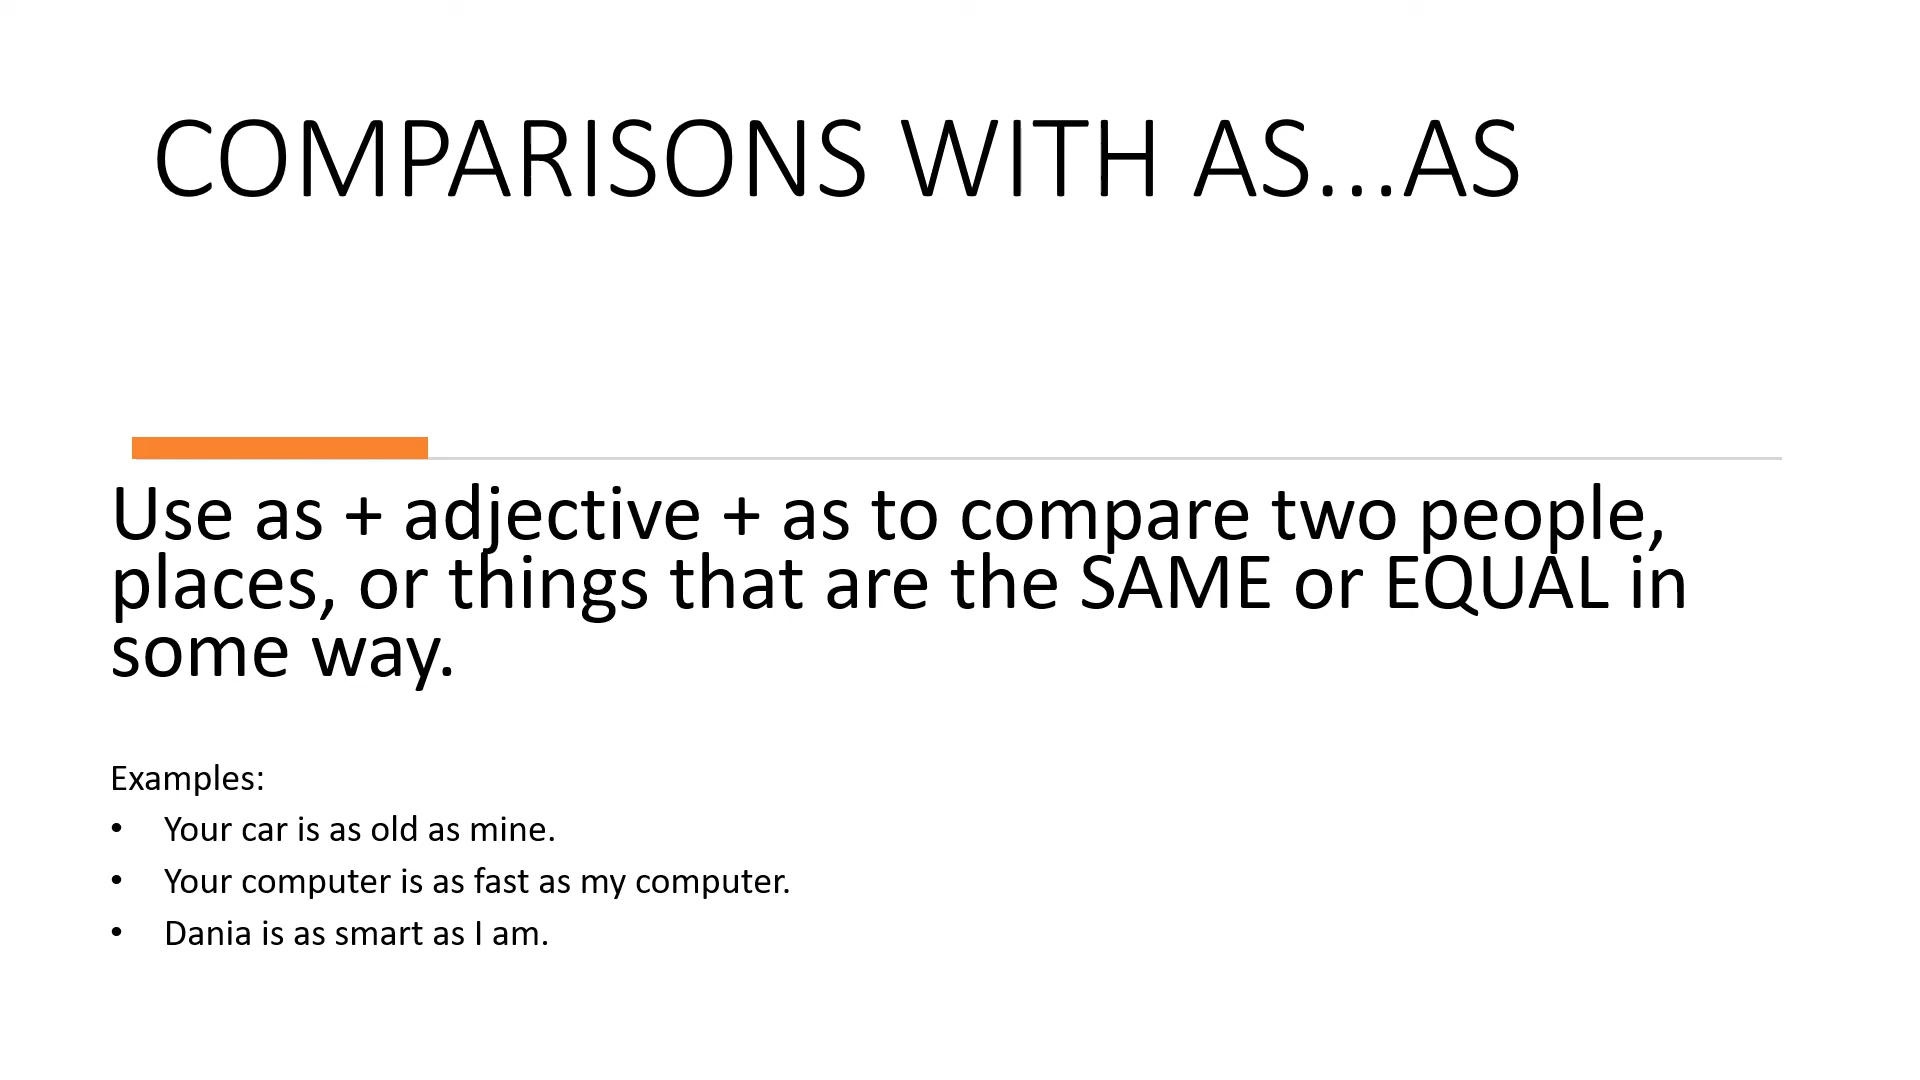 COMPARISONS WITH AS...AS
Use as + adjective + as to compare two people,
places, or things that are the SAME or EQUAL in
some way.
Examples:
• Your car is as old as mine.
• Your computer is as fast as my computer.
• Dania is as smart as I am.